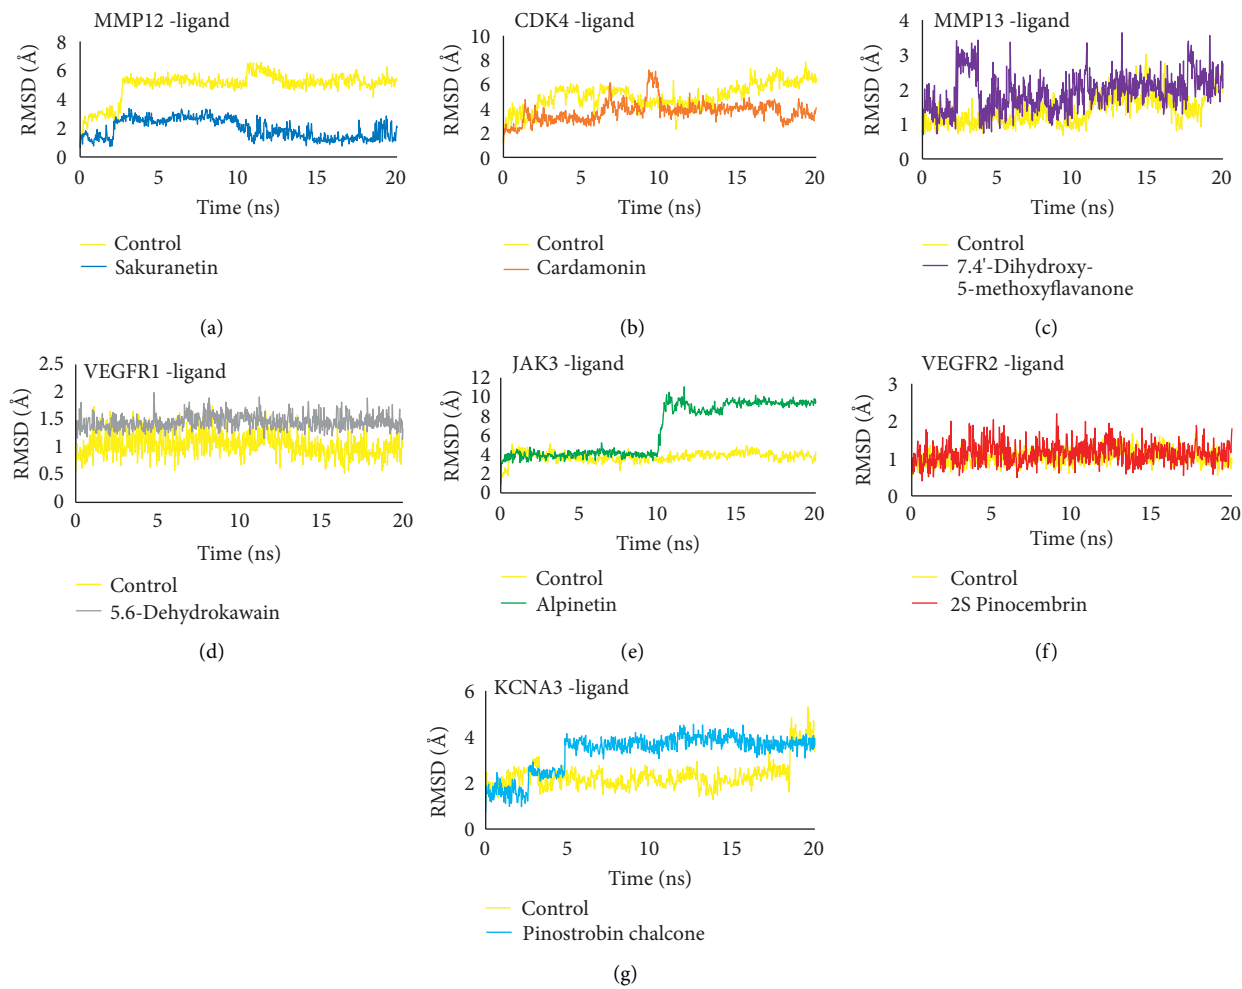 MMP12 -ligand
RMSD (Å)
8
6
4
2
0
0 5 10 15 20
Time (ns)
Control
Sakuranetin
(a)
CDK4 -ligand
RMSD (Å)
10
8
6
4
2
0
0 5 10 15 20
Time (ns)
Control
Cardamonin
(b)
MMP13 -ligand
RMSD (Å)
4
3
2
1
0
0 5 10 15 20
Time (ns)
Control
7.4'-Dihydroxy-
5-methoxyflavanone
(c)
VEGFR1 -ligand
RMSD (Å)
2.5
2
1.5
1
0.5
0
0 5 10 15 20
Time (ns)
Control
5.6-Dehydrokawain
(d)
JAK3 -ligand
RMSD (Å)
12
10
8
6
4
2
0
0 5 10 15 20
Time (ns)
Control
Alpinetin
(e)
VEGFR2 -ligand
RMSD (Å)
3
2
1
0
0 5 10 15 20
Time (ns)
Control
2S Pinocembrin
(f)
KCNA3 -ligand
RMSD (Å)
6
4
2
0
0 5 10 15 20
Time (ns)
Control
Pinostrobin chalcone
(g)